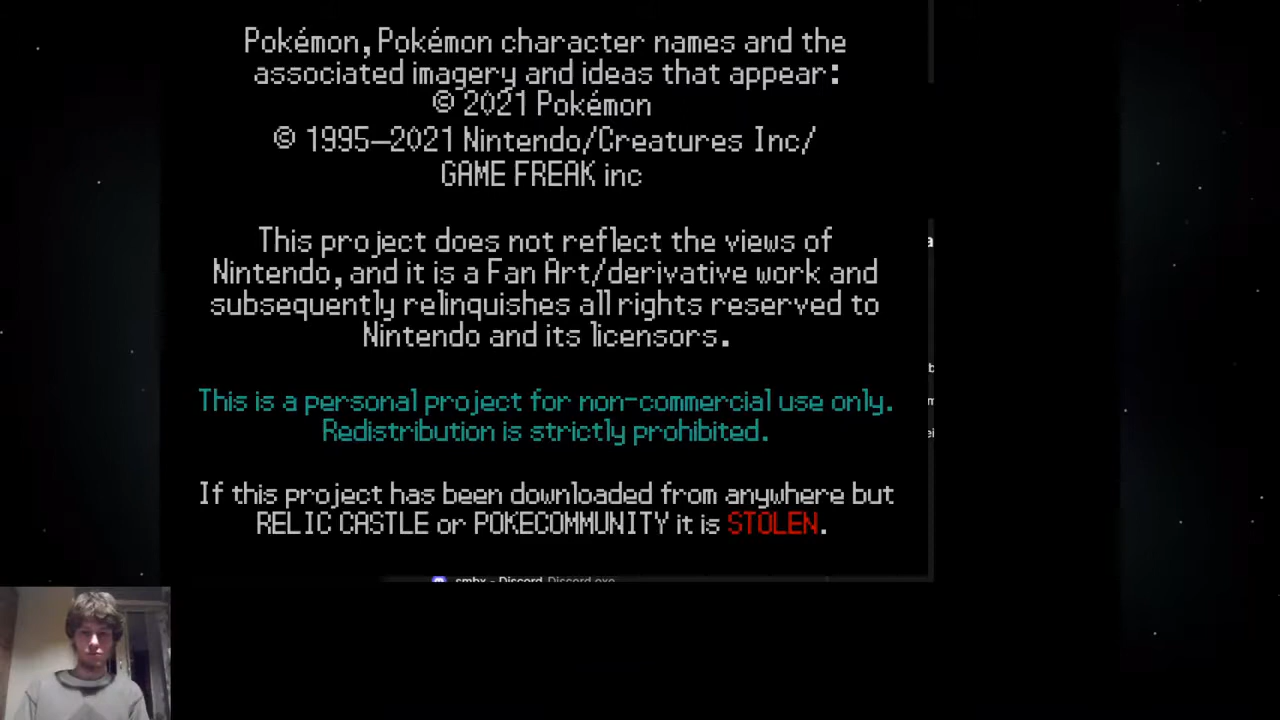 Pokémon, Pokémon character names and the
associated imagery and ideas that appear:
© 2021 Pokémon
© 1995–2021 Nintendo/Creatures Inc/
GAME FREAK inc
This project does not reflect the views of
Nintendo, and it is a Fan Art/derivative work and
subsequently relinquishes all rights reserved to
Nintendo and its licensors.
This is a personal project for non-commercial use only.
Redistribution is strictly prohibited.
If this project has been downloaded from anywhere but
RELIC CASTLE or POKECOMMUNITY it is STOLEN.